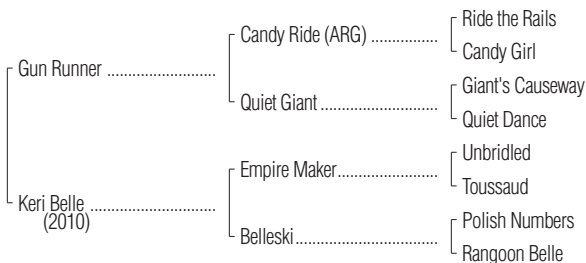 Ride the Rails
Candy Ride (ARG) ................
Candy Girl
Gun Runner ..........................
Giant's Causeway
Quiet Giant ............................
Quiet Dance
Unbridled
Empire Maker........................
Toussaud
Keri Belle ..............................
(2010)
Polish Numbers
Belleski..................................
Rangoon Belle